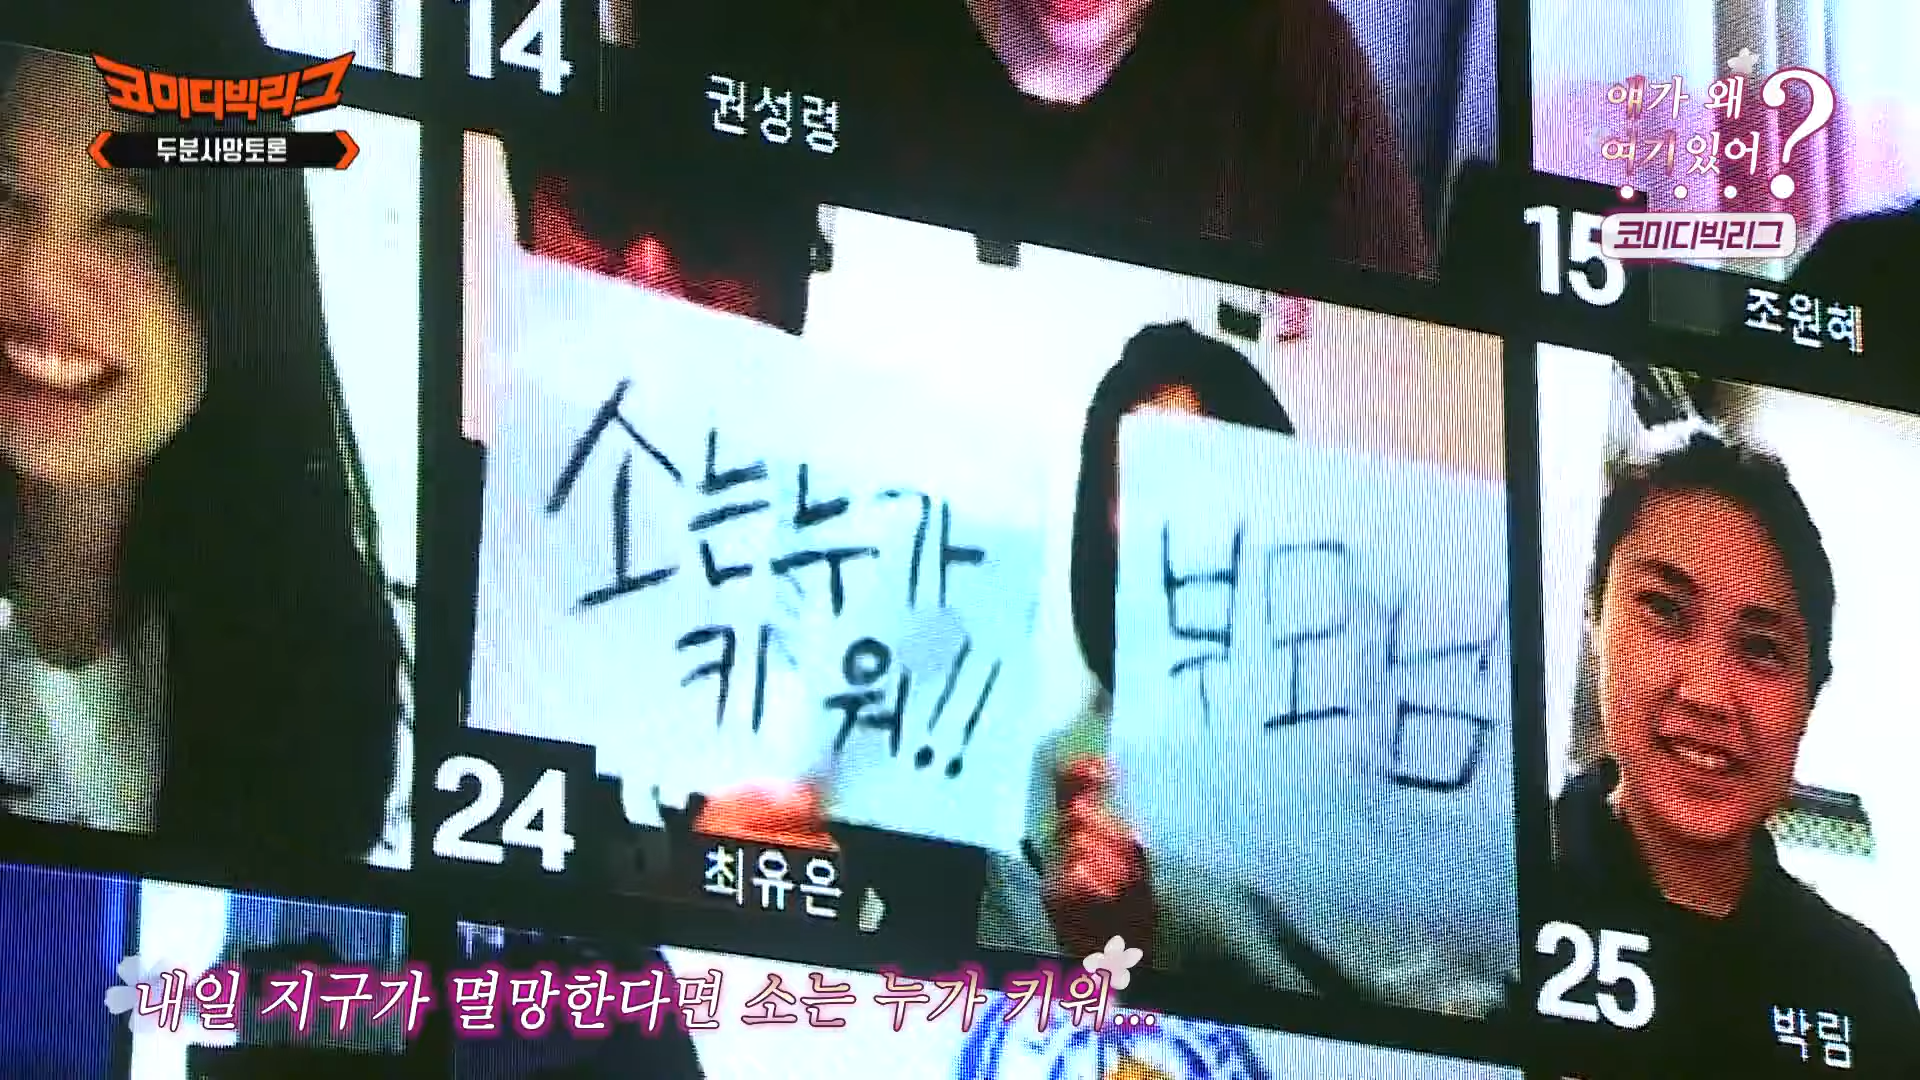 코미디빅리그
두분사망토론
14
권성령
얘가 왜
여기있어?
코미디빅리그
15
조원혜
소는누가
키워!!
부모님
24
최유은
25
박림
내일 지구가 멸망한다면 소는 누가 키워...